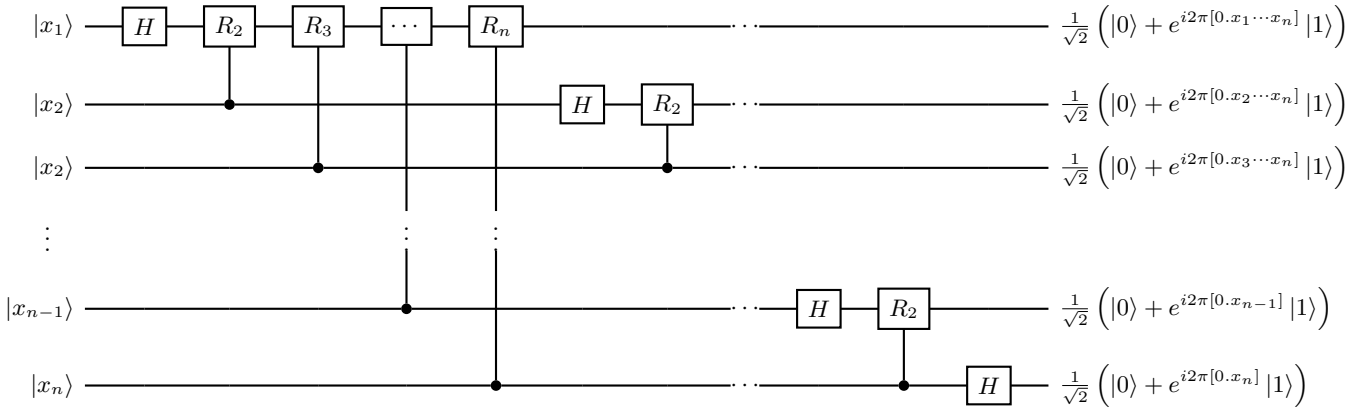 |x₁⟩ H R₂ R₃ ··· Rₙ ··· 1/√2 (|0⟩ + e^{i2π[0.x₁···xₙ]} |1⟩)
|x₂⟩ H R₂ ··· 1/√2 (|0⟩ + e^{i2π[0.x₂···xₙ]} |1⟩)
|x₂⟩ ··· 1/√2 (|0⟩ + e^{i2π[0.x₃···xₙ]} |1⟩)
⋮ ⋮ ⋮
|xₙ₋₁⟩ ··· H R₂ 1/√2 (|0⟩ + e^{i2π[0.xₙ₋₁]} |1⟩)
|xₙ⟩ ··· H 1/√2 (|0⟩ + e^{i2π[0.xₙ]} |1⟩)